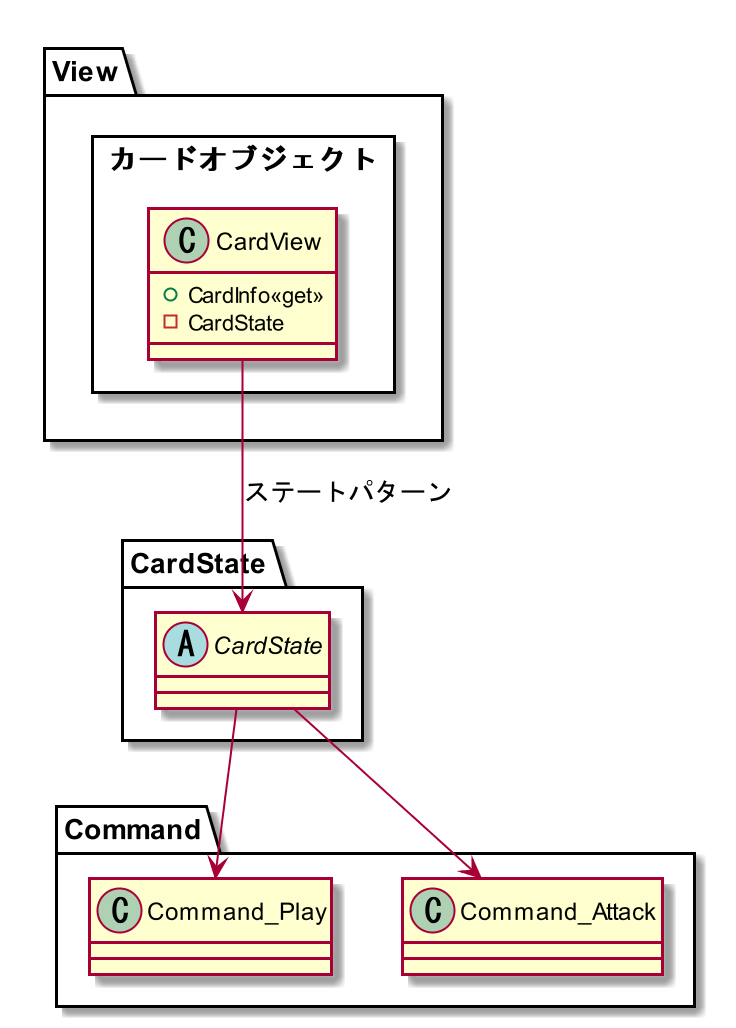 View
カードオブジェクト
C CardView
CardInfo«get»
CardState
ステートパターン
CardState
A CardState
Command
C Command_Play
C Command_Attack